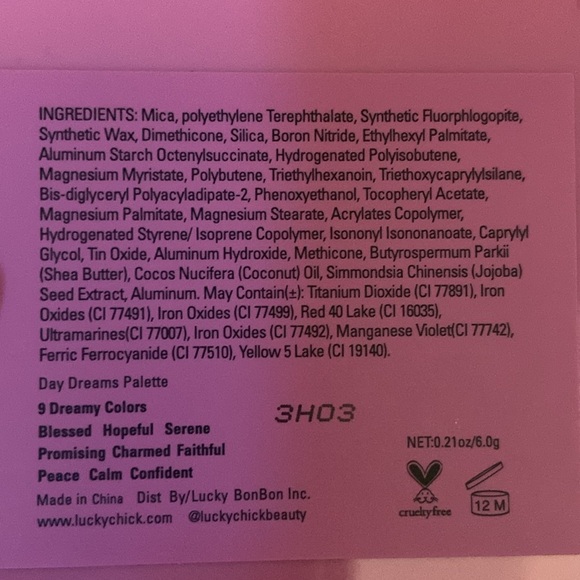 INGREDIENTS: Mica, polyethylene Terephthalate, Synthetic Fluorphlogopite,
Synthetic Wax, Dimethicone, Silica, Boron Nitride, Ethylhexyl Palmitate,
Aluminum Starch Octenylsuccinate, Hydrogenated Polyisobutene,
Magnesium Myristate, Polybutene, Triethylhexanoin, Triethoxycaprylylsilane,
Bis-diglyceryl Polyacyladipate-2, Phenoxyethanol, Tocopheryl Acetate,
Magnesium Palmitate, Magnesium Stearate, Acrylates Copolymer,
Hydrogenated Styrene/ Isoprene Copolymer, Isononyl Isononanoate, Caprylyl
Glycol, Tin Oxide, Aluminum Hydroxide, Methicone, Butyrospermum Parkii
(Shea Butter), Cocos Nucifera (Coconut) Oil, Simmondsia Chinensis (Jojoba)
Seed Extract, Aluminum. May Contain(±): Titanium Dioxide (CI 77891), Iron
Oxides (CI 77491), Iron Oxides (CI 77499), Red 40 Lake (CI 16035),
Ultramarines(CI 77007), Iron Oxides (CI 77492), Manganese Violet(CI 77742),
Ferric Ferrocyanide (CI 77510), Yellow 5 Lake (CI 19140).
Day Dreams Palette
9 Dreamy Colors
Blessed Hopeful Serene
Promising Charmed Faithful
Peace Calm Confident
3H03
Made in China Dist By/Lucky BonBon Inc.
www.luckychick.com @luckychickbeauty
NET:0.21oz/6.0g
crueltyfree
12 M